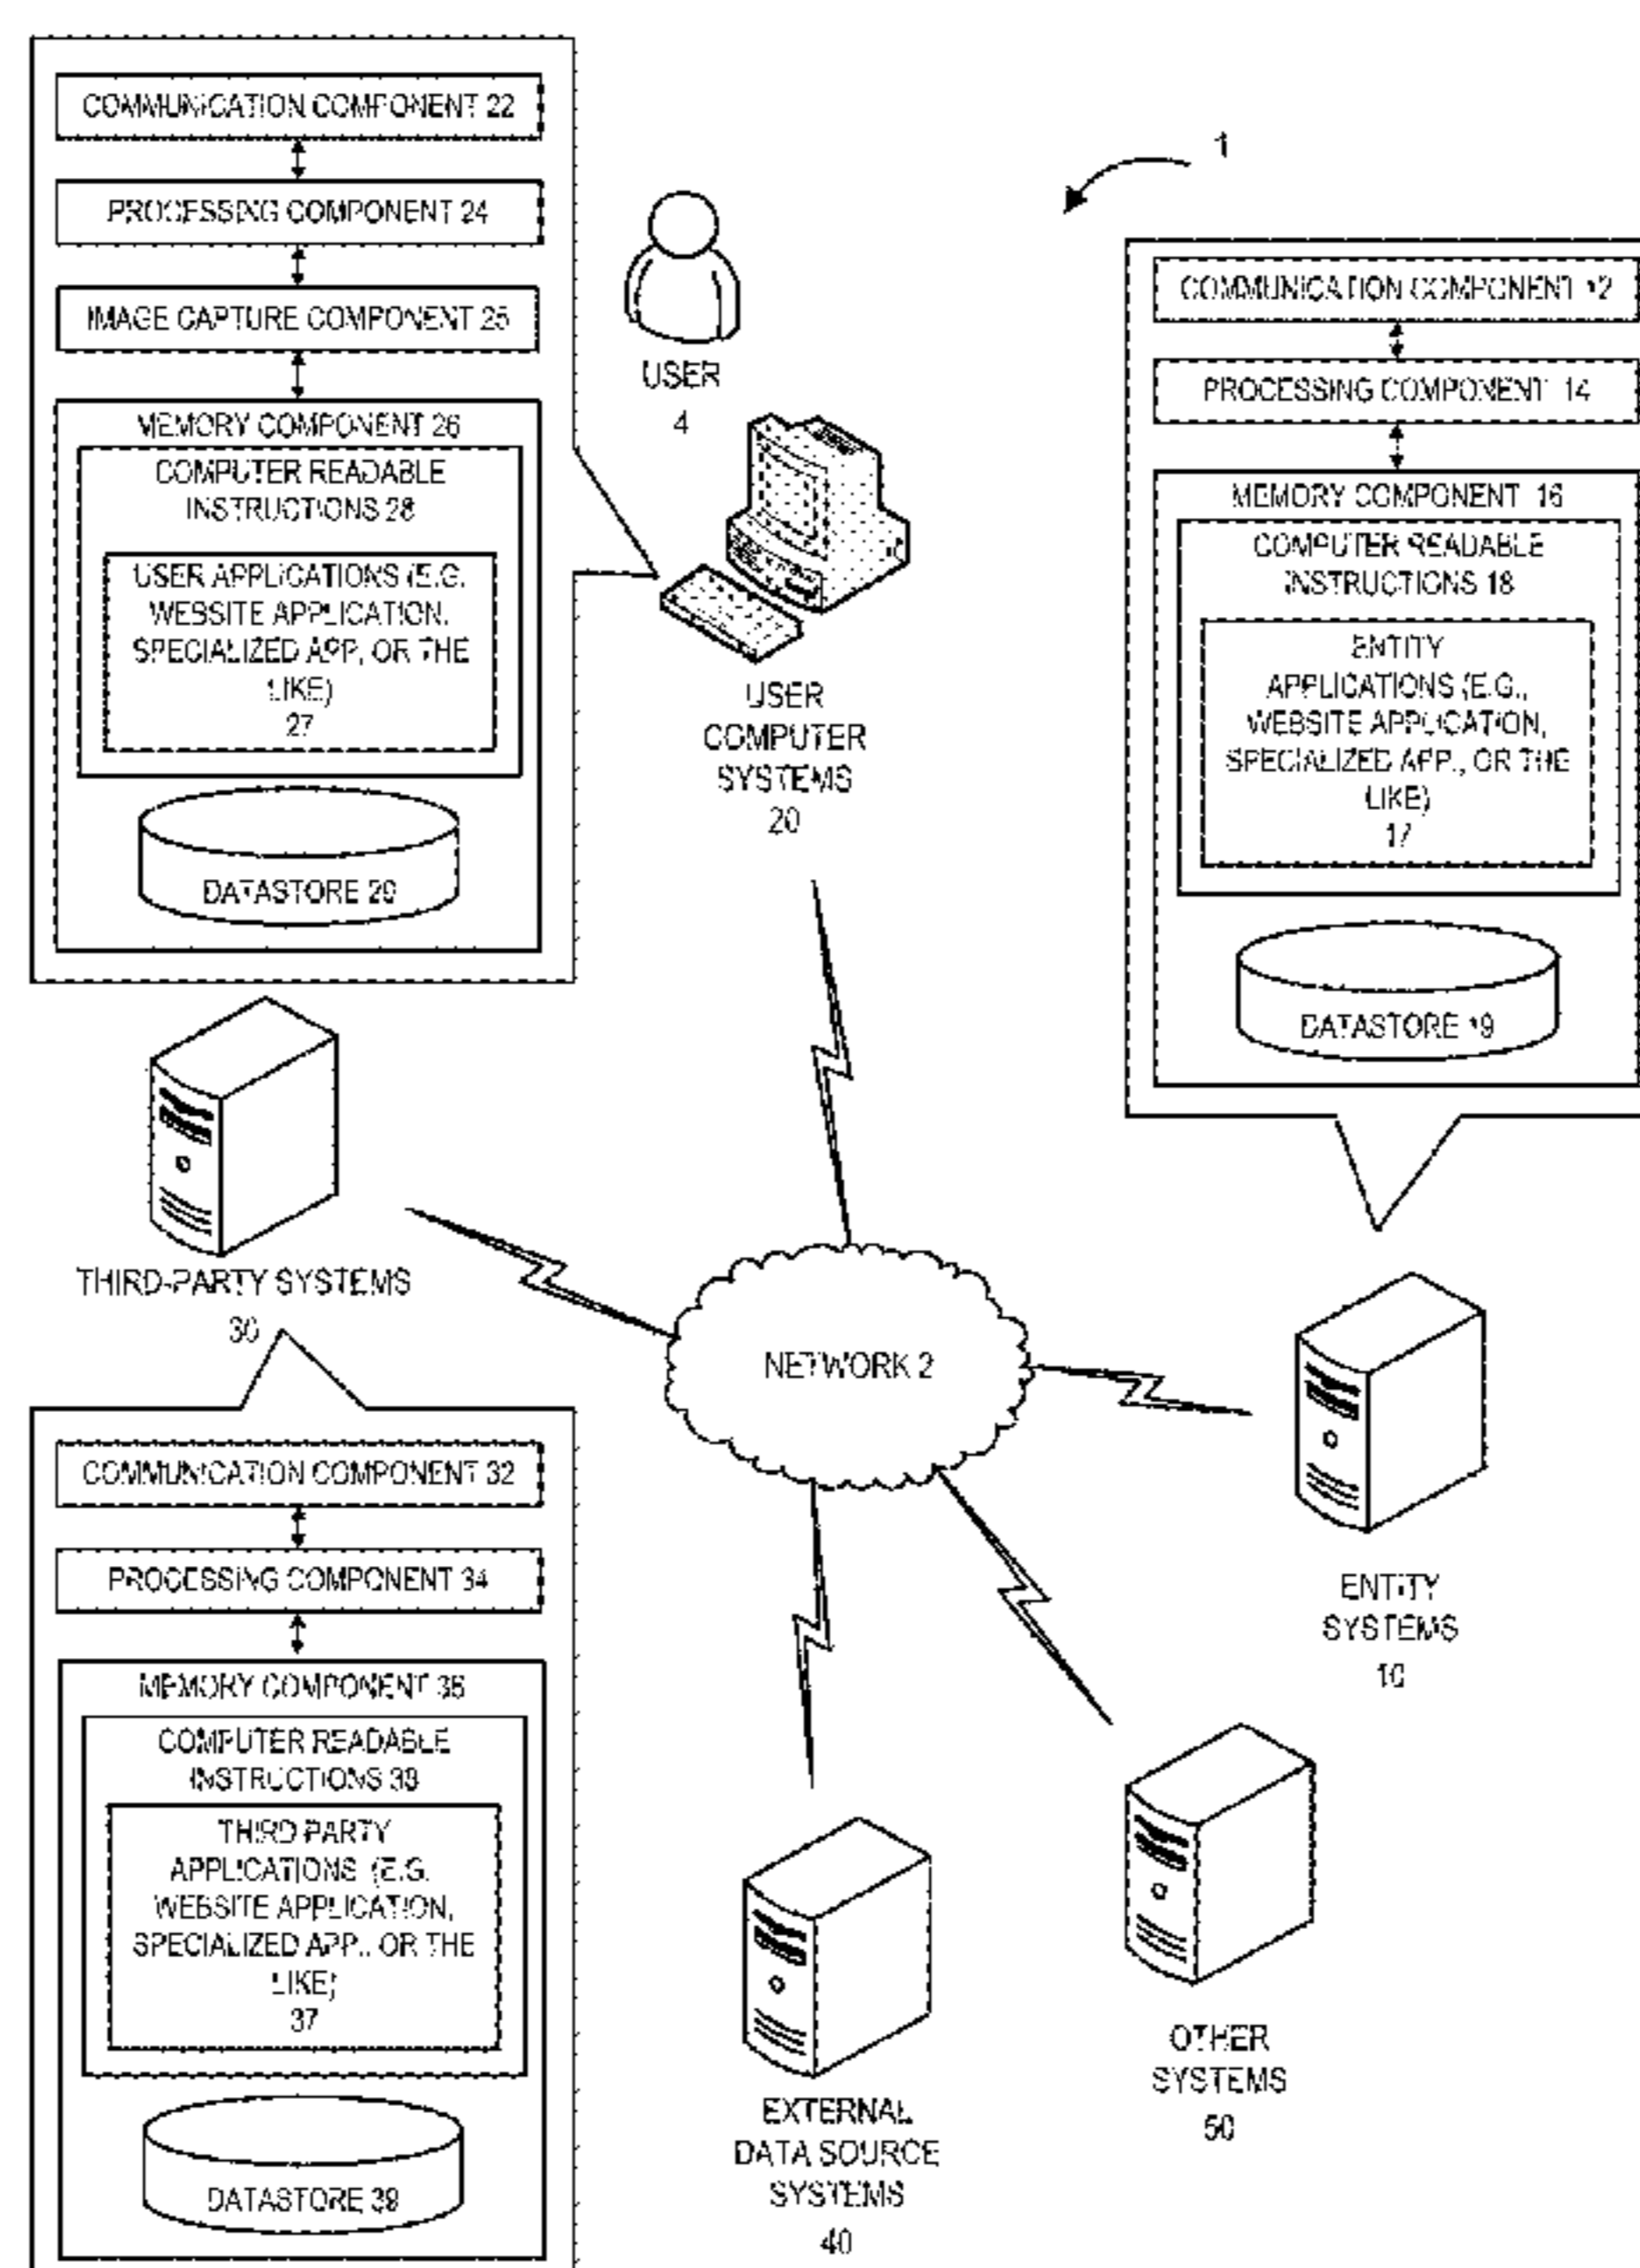 COMMUNICATION COMPONENT 22
PROCESSING COMPONENT 24
IMAGE CAPTURE COMPONENT 25
MEMORY COMPONENT 26
COMPUTER READABLE
INSTRUCTIONS 28
USER APPLICATIONS (E.G.
WEBSITE APPLICATION,
SPECIALIZED APP, OR THE
LIKE)
27
DATASTORE 29
USER
4
USER
COMPUTER
SYSTEMS
20
1
COMMUNICATION COMPONENT 12
PROCESSING COMPONENT 14
MEMORY COMPONENT 16
COMPUTER READABLE
INSTRUCTIONS 18
ENTITY
APPLICATIONS (E.G.,
WEBSITE APPLICATION,
SPECIALIZED APP., OR THE
LIKE)
17
DATASTORE 19
THIRD-PARTY SYSTEMS
30
NETWORK 2
COMMUNICATION COMPONENT 32
PROCESSING COMPONENT 34
MEMORY COMPONENT 36
COMPUTER READABLE
INSTRUCTIONS 38
THIRD PARTY
APPLICATIONS (E.G.
WEBSITE APPLICATION,
SPECIALIZED APP., OR THE
LIKE)
37
DATASTORE 39
ENTITY
SYSTEMS
10
OTHER
SYSTEMS
50
EXTERNAL
DATA SOURCE
SYSTEMS
40